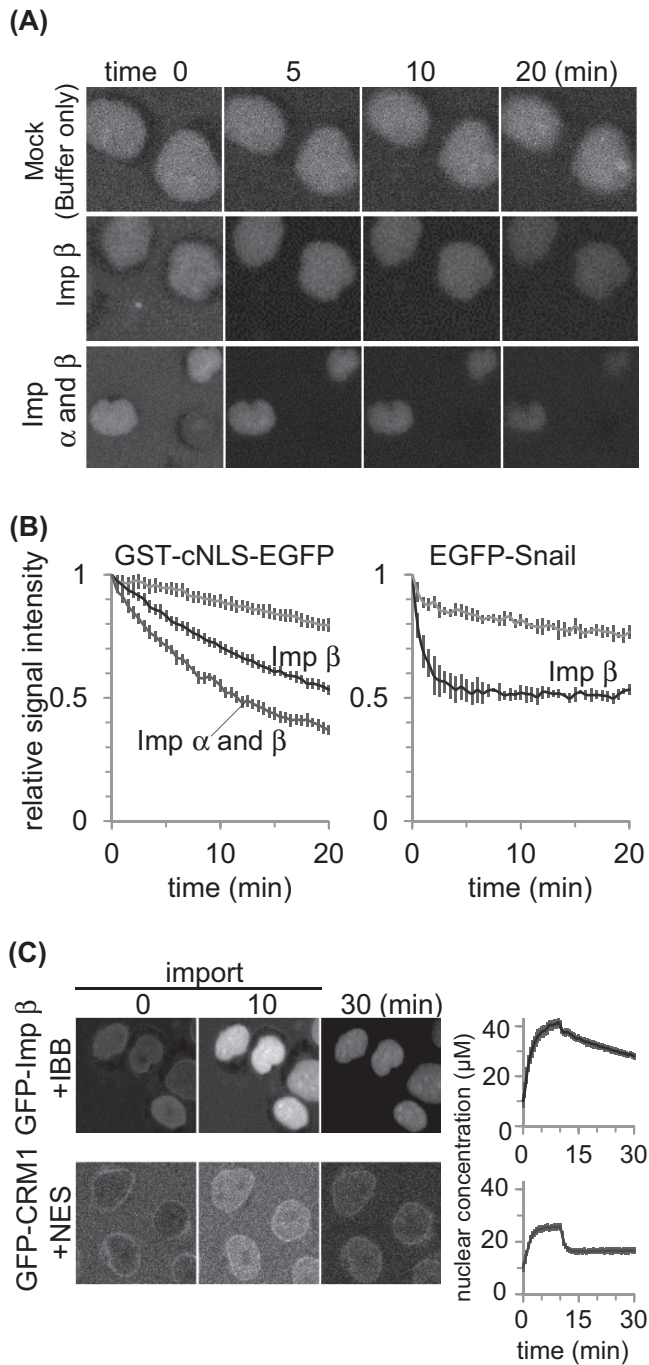 (A)
time 0 5 10 20 (min)
Mock
(Buffer only)
Imp β
Imp
α and β
(B)
GST-cNLS-EGFP EGFP-Snail
relative signal intensity
1
0.5
0
Imp β
Imp α and β
0 10 20
time (min)
1
0.5
0
Imp β
0 10 20
time (min)
(C)
import
0 10 30 (min)
GFP-Imp β
+IBB
GFP-CRM1
+NES
nuclear concentration (μM)
40
20
0
0 15 30
40
20
0
0 15 30
time (min)